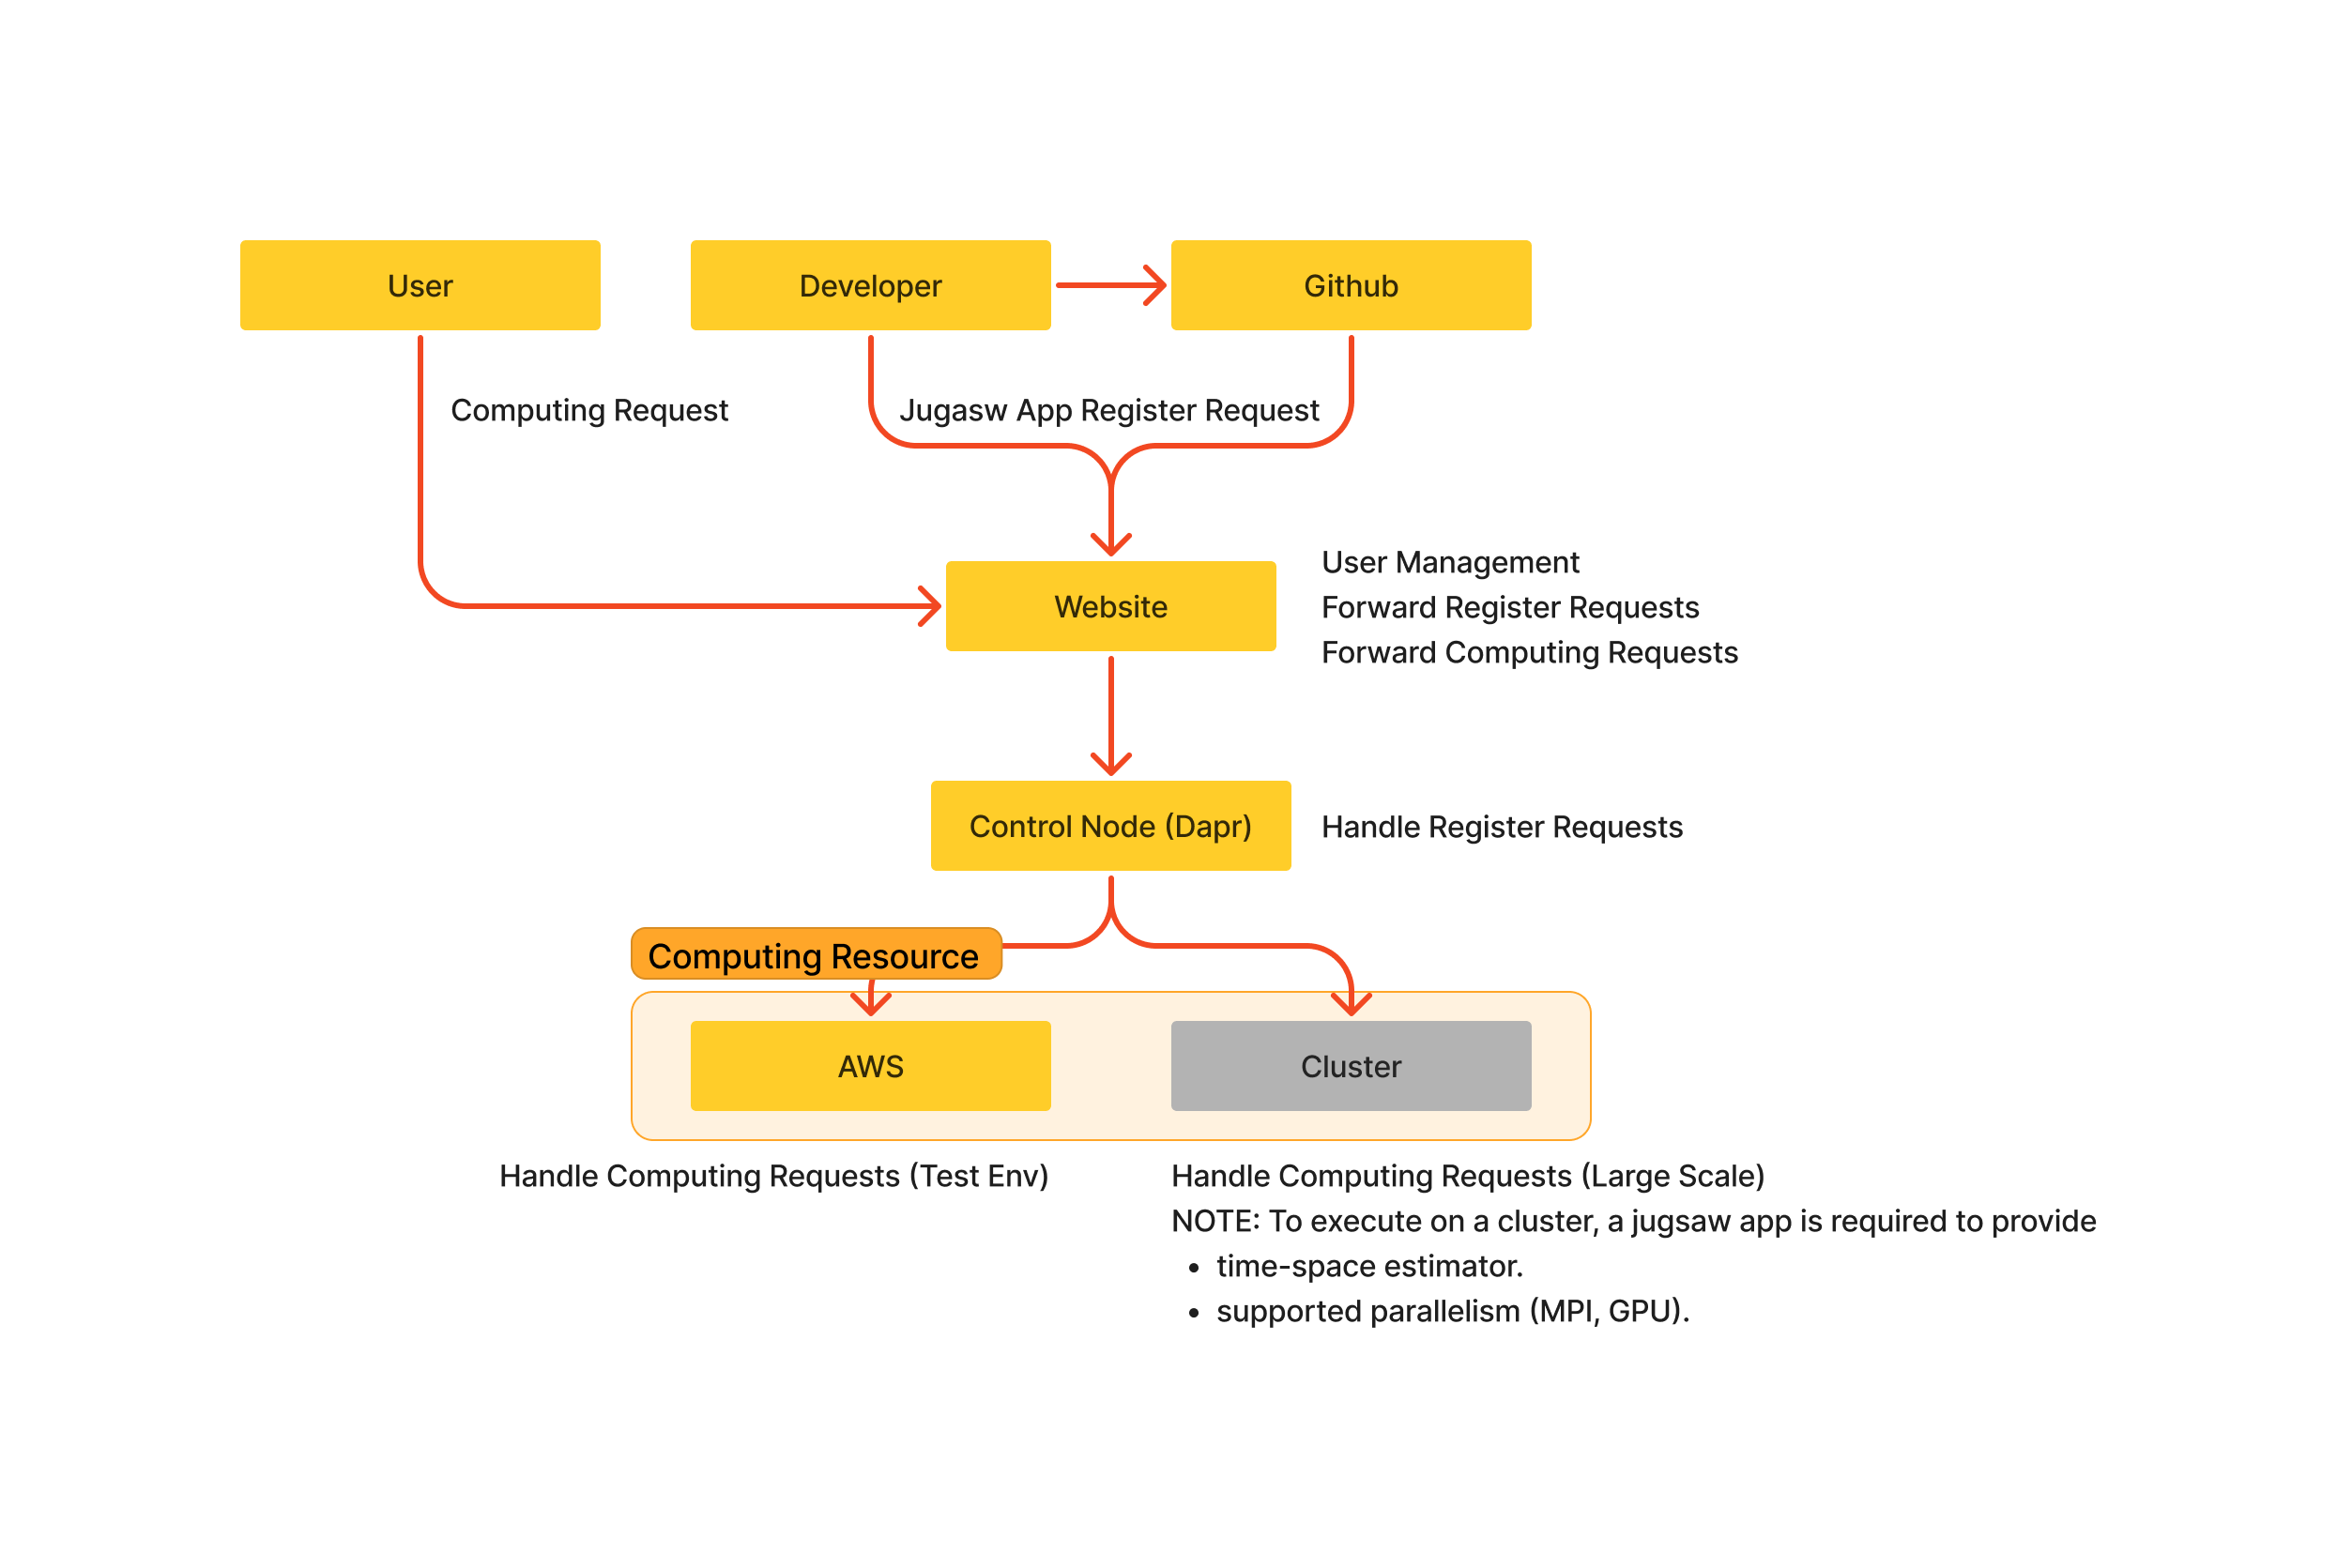 User
Developer
Github
Computing Request
Jugasw App Register Request
Website
User Management
Forward Register Requests
Forward Computing Requests
Control Node (Dapr)
Handle Register Requests
Computing Resource
AWS
Cluster
Handle Computing Requests (Test Env)
Handle Computing Requests (Large Scale)
NOTE: To execute on a cluster, a jugsaw app is required to provide
• time-space estimator.
• supported parallelism (MPI, GPU).